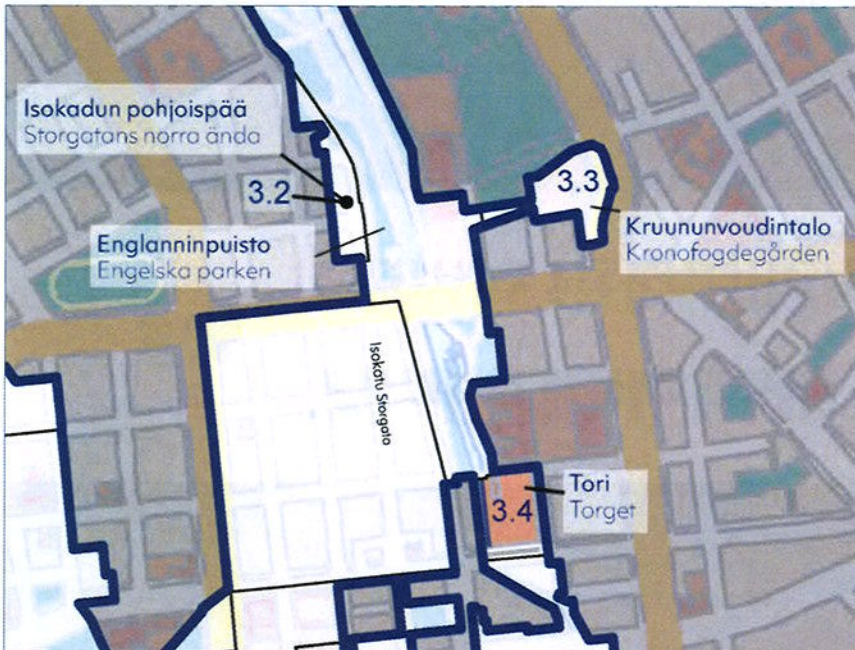 Isokadun pohjoispää
Storgatans norra ända
3.2
3.3
Kruununvoudintalo
Kronofogdegården
Englanninpuisto
Engelska parken
Isokatu Storgata
Tori
Torget
3.4